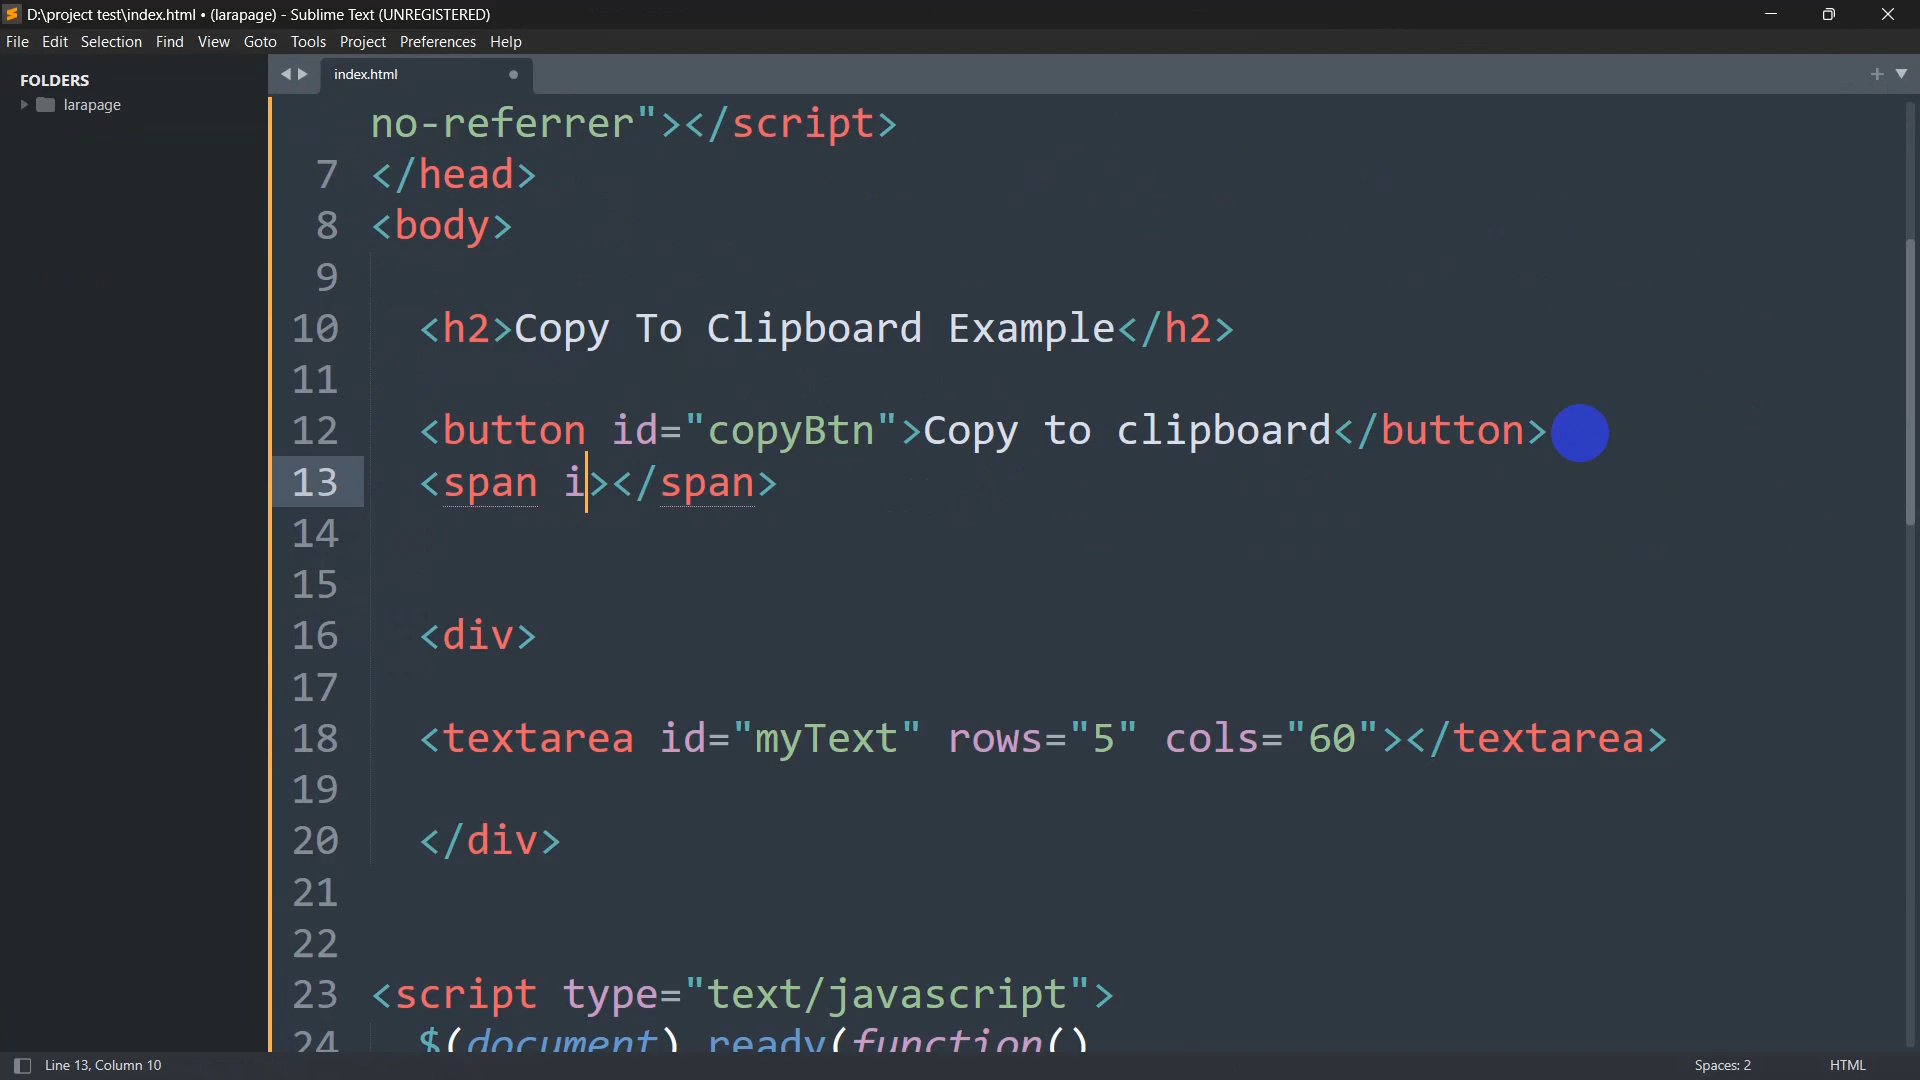 D:\project test\index.html • (larapage) - Sublime Text (UNREGISTERED)
File Edit Selection Find View Goto Tools Project Preferences Help
FOLDERS
larapage
index.html
no-referrer"></script>
7 </head>
8 <body>
9
10 <h2>Copy To Clipboard Example</h2>
11
12 <button id="copyBtn">Copy to clipboard</button>
13 <span i></span>
14
15
16 <div>
17
18 <textarea id="myText" rows="5" cols="60"></textarea>
19
20 </div>
21
22
23 <script type="text/javascript">
24 $(document).ready(function()
Line 13, Column 10
Spaces: 2
HTML